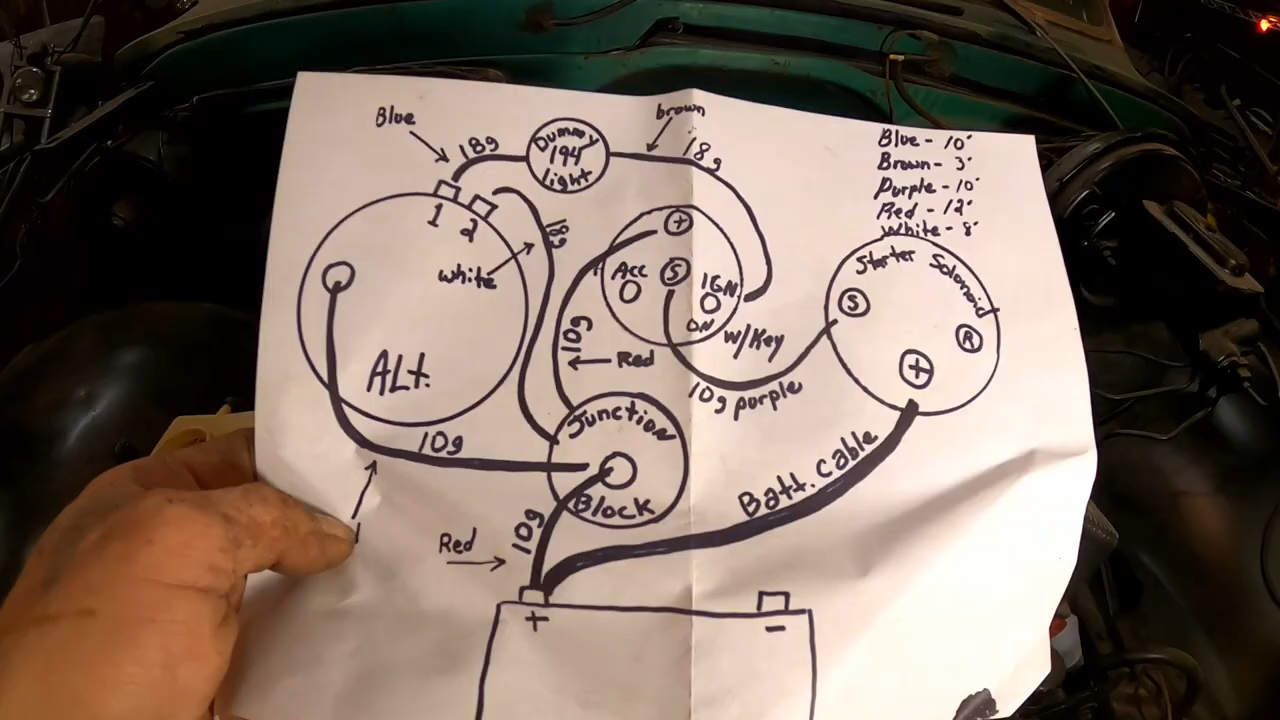 Blue
18g
Dummy
194
light
brown
18g
Blue - 10'
Brown - 3'
Purple - 10'
Red - 12'
White - 8'
1
2
18g
white
+
Acc
S
IGN
ON
w/Key
10g
Red
10g purple
Starter Solonoid
S
R
+
ALt.
10g
Junction
Block
Batt. Cable
Red
10g
+
-